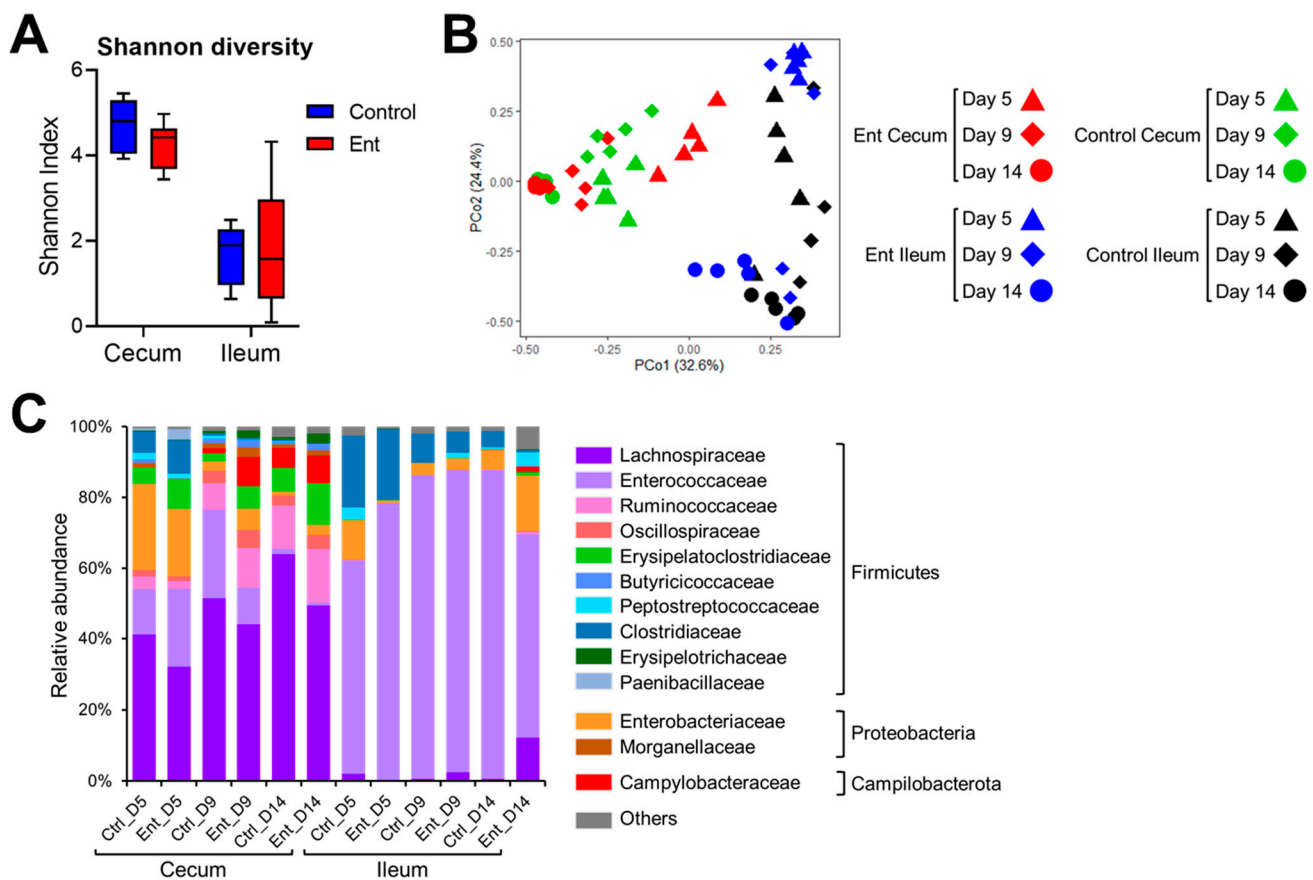 A
Shannon diversity
Shannon Index
6
4
2
0
Cecum
Ileum
Control
Ent
B
PCo2 (24.4%)
0.50
0.25
0.00
-0.25
-0.50
-0.50
-0.25
0.00
0.25
PCo1 (32.6%)
Ent Cecum
Day 5
Day 9
Day 14
Control Cecum
Day 5
Day 9
Day 14
Ent Ileum
Day 5
Day 9
Day 14
Control Ileum
Day 5
Day 9
Day 14
C
Relative abundance
100%
80%
60%
40%
20%
0%
Ctrl_D5
Ent_D5
Ctrl_D9
Ent_D9
Ctrl_D14
Ent_D14
Ctrl_D5
Ent_D5
Ctrl_D9
Ent_D9
Ctrl_D14
Ent_D14
Cecum
Ileum
Lachnospiraceae
Enterococcaceae
Ruminococcaceae
Oscillospiraceae
Erysipelatoclostridiaceae
Butyricicoccaceae
Peptostreptococcaceae
Clostridiaceae
Erysipelotrichaceae
Paenibacillaceae
Firmicutes
Enterobacteriaceae
Morganellaceae
Proteobacteria
Campylobacteraceae
Campilobacterota
Others